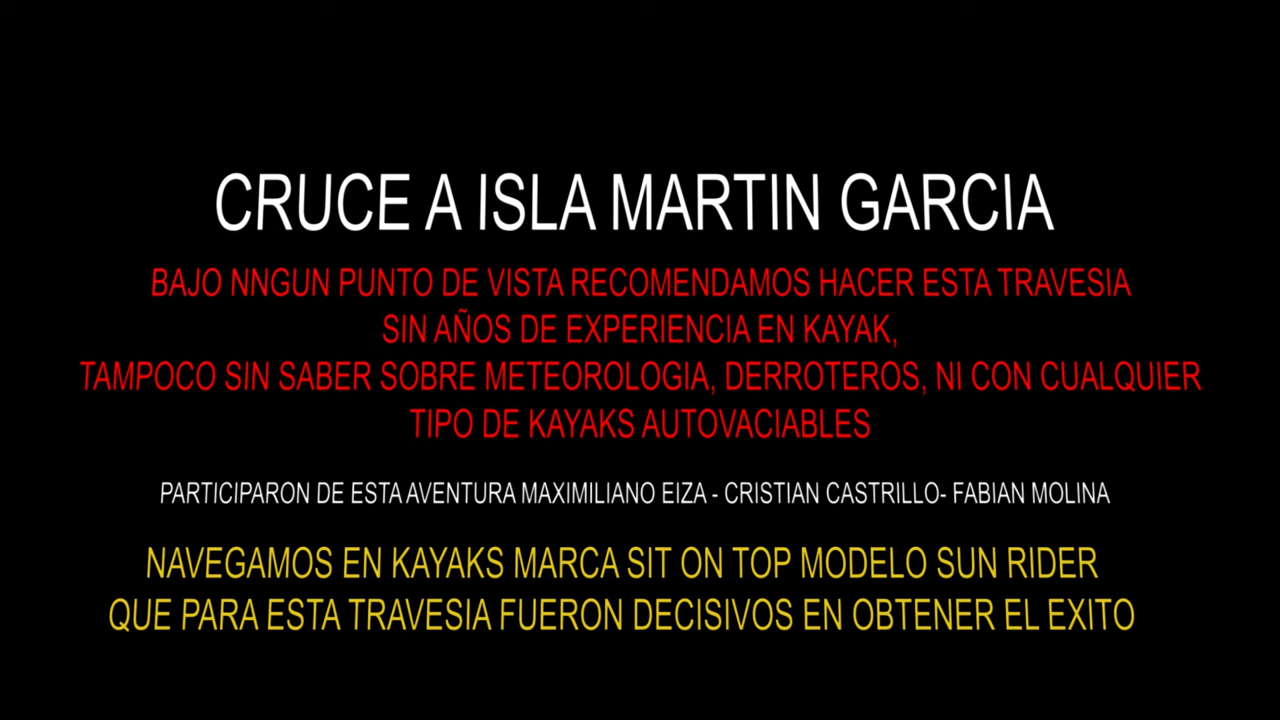 CRUCE A ISLA MARTIN GARCIA
BAJO NNGUN PUNTO DE VISTA RECOMENDAMOS HACER ESTA TRAVESIA
SIN AÑOS DE EXPERIENCIA EN KAYAK,
TAMPOCO SIN SABER SOBRE METEOROLOGIA, DERROTEROS, NI CON CUALQUIER
TIPO DE KAYAKS AUTOVACIABLES
PARTICIPARON DE ESTA AVENTURA MAXIMILIANO EIZA - CRISTIAN CASTRILLO- FABIAN MOLINA
NAVEGAMOS EN KAYAKS MARCA SIT ON TOP MODELO SUN RIDER
QUE PARA ESTA TRAVESIA FUERON DECISIVOS EN OBTENER EL EXITO